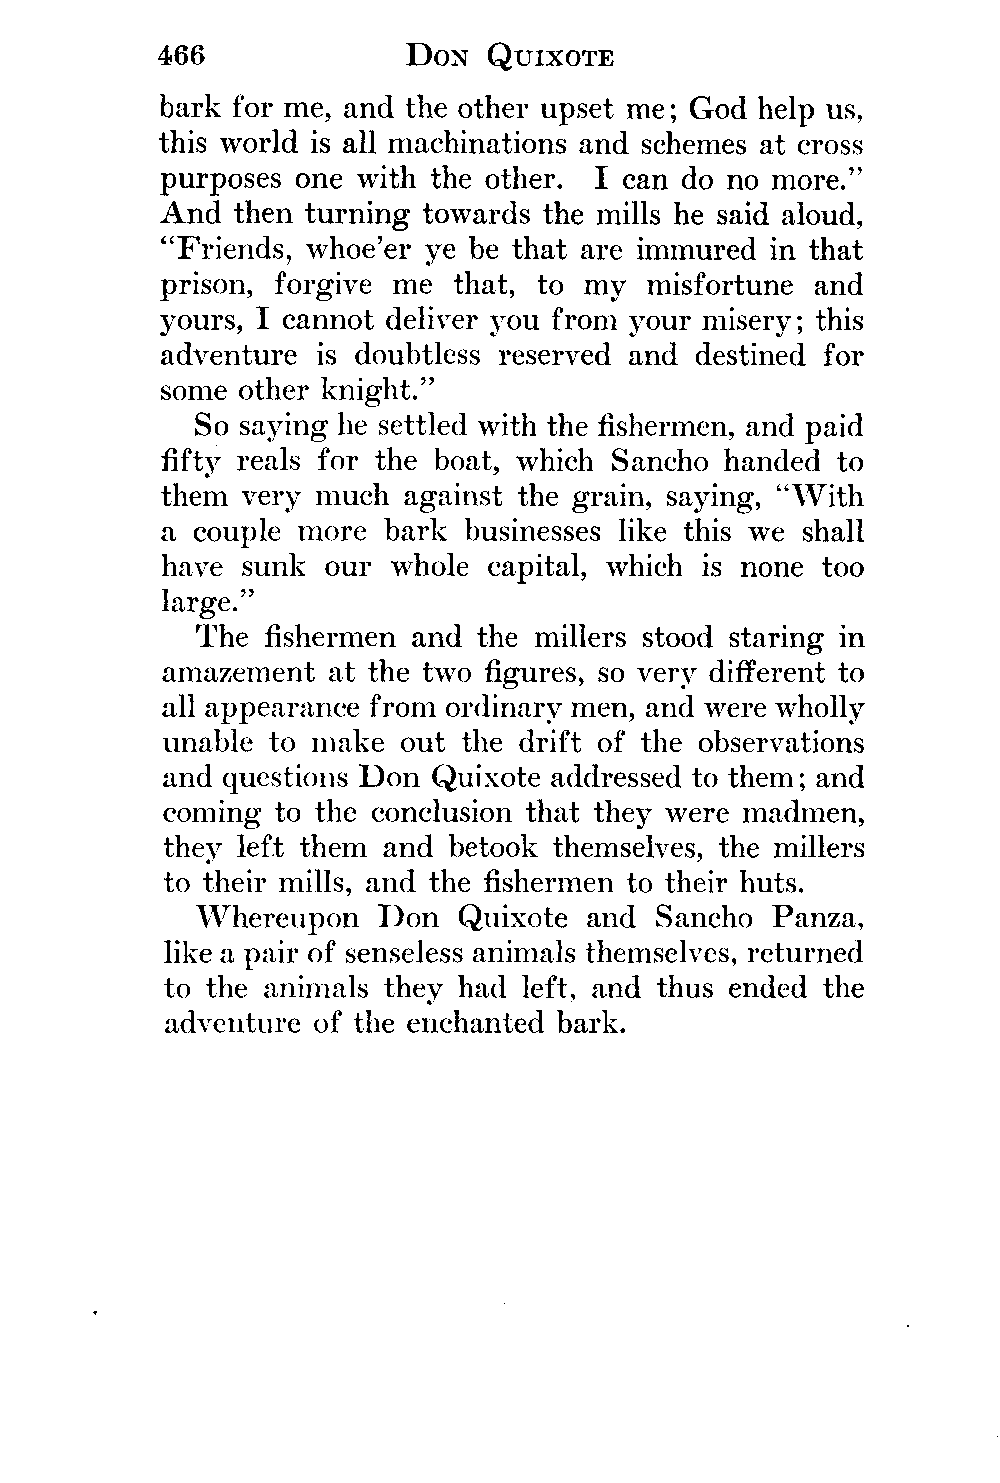 466 DON QUIXOTE
bark for me, and the other upset me; God help us,
this world is all machinations and schemes at cross
purposes one with the other. I can do no more.”
And then turning towards the mills he said aloud,
“Friends, whoe’er ye be that are immured in that
prison, forgive me that, to my misfortune and
yours, I cannot deliver you from your misery; this
adventure is doubtless reserved and destined for
some other knight.”
So saying he settled with the fishermen, and paid
fifty reals for the boat, which Sancho handed to
them very much against the grain, saying, “With
a couple more bark businesses like this we shall
have sunk our whole capital, which is none too
large.”
The fishermen and the millers stood staring in
amazement at the two figures, so very different to
all appearance from ordinary men, and were wholly
unable to make out the drift of the observations
and questions Don Quixote addressed to them; and
coming to the conclusion that they were madmen,
they left them and betook themselves, the millers
to their mills, and the fishermen to their huts.
Whereupon Don Quixote and Sancho Panza,
like a pair of senseless animals themselves, returned
to the animals they had left, and thus ended the
adventure of the enchanted bark.